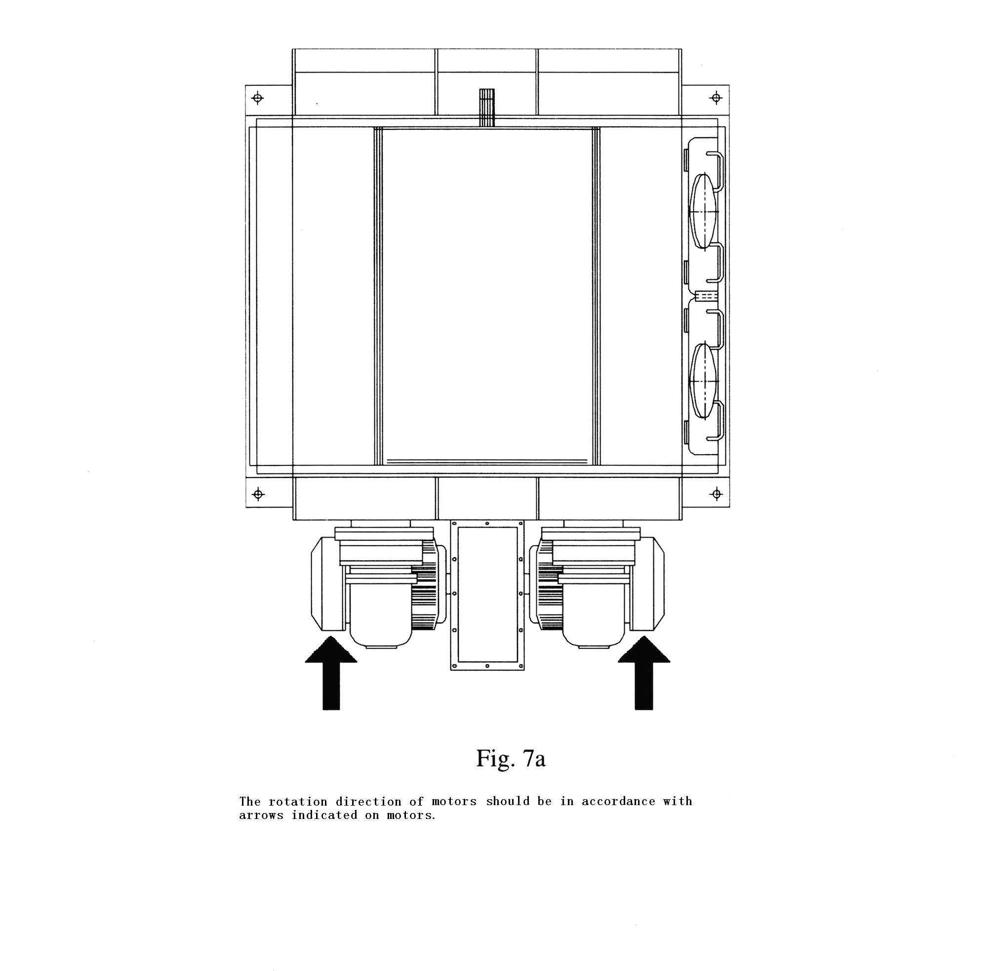 Fig. 7a
The rotation direction of motors should be in accordance with
arrows indicated on motors.